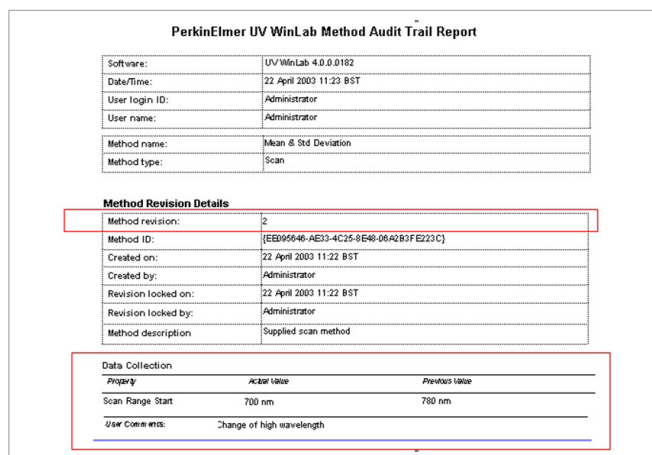 PerkinElmer UV WinLab Method Audit Trail Report
Software: UV WinLab 4.0.0.0182
Date/Time: 22 April 2003 11:23 BST
User login ID: Administrator
User name: Administrator
Method name: Mean & Std Deviation
Method type: Scan
Method Revision Details
Method revision: 2
Method ID: {EE095646-AE33-4C25-8E48-06A2B3FE223C}
Created on: 22 April 2003 11:22 BST
Created by: Administrator
Revision locked on: 22 April 2003 11:22 BST
Revision locked by: Administrator
Method description Supplied scan method
Data Collection
Property Actual Value Previous Value
Scan Range Start 700 nm 780 nm
User Comments: Change of high wavelength